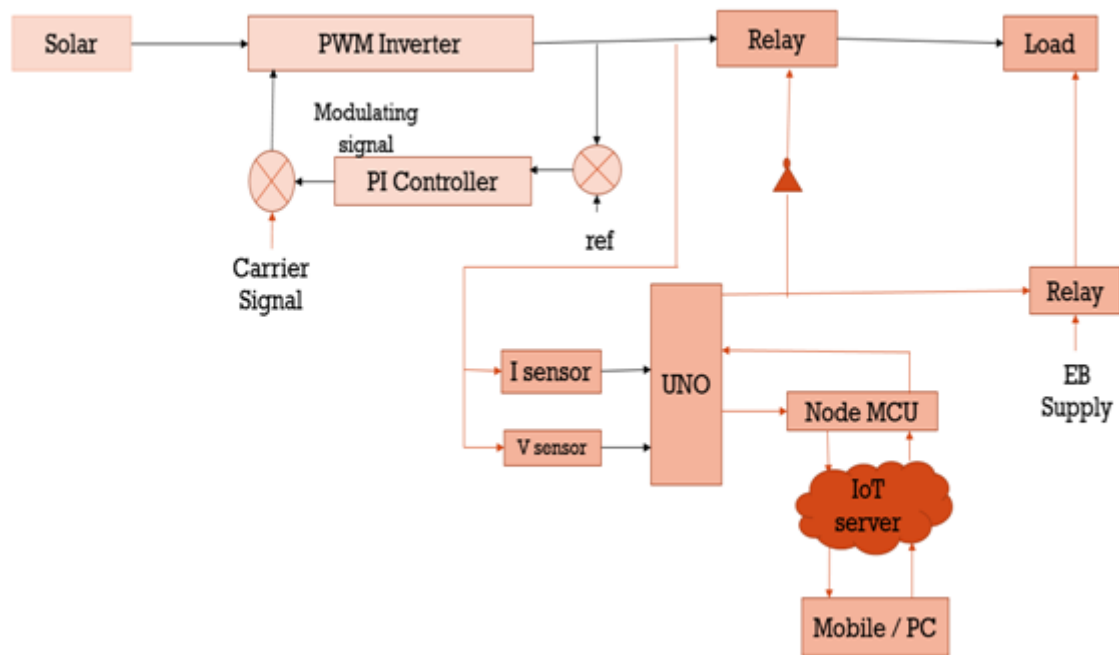 Solar
PWM Inverter
Relay
Load
Modulating
signal
PI Controller
ref
Carrier
Signal
Relay
EB
Supply
I sensor
UNO
Node MCU
V sensor
IoT
server
Mobile / PC